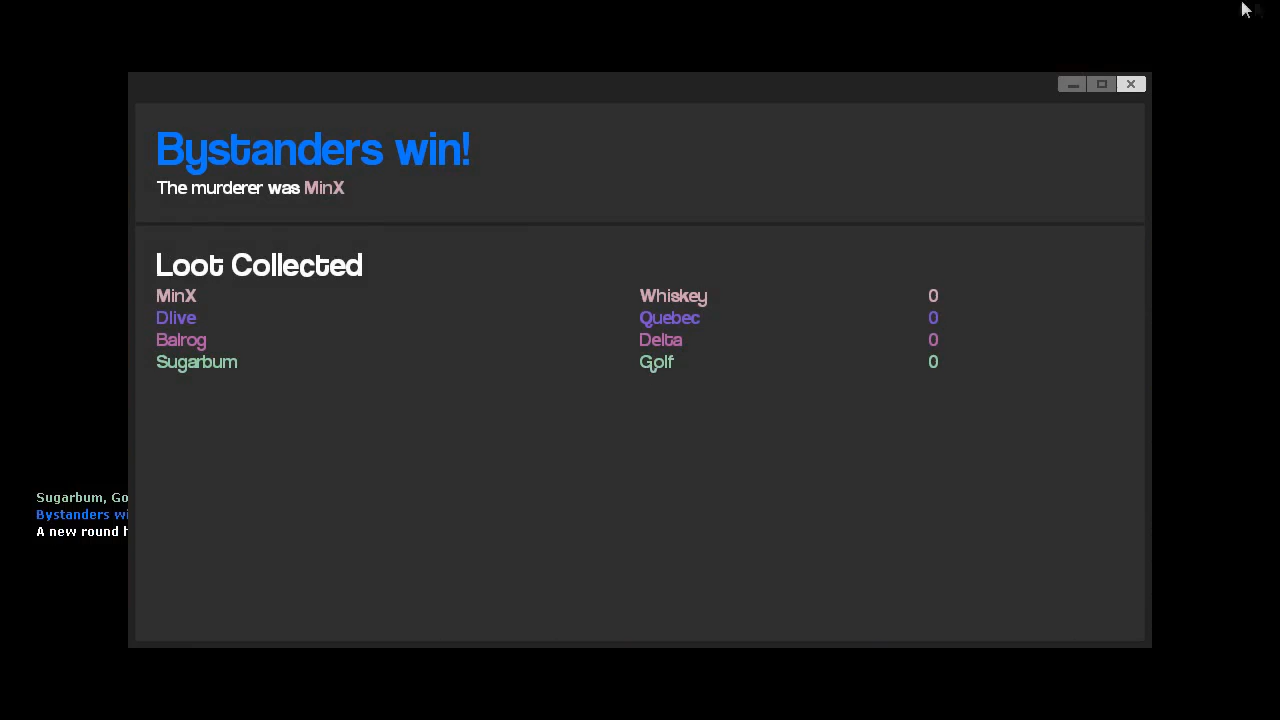 Bystanders win!
The murderer was MinX
Loot Collected
MinX Whiskey 0
Dlive Quebec 0
Balrog Delta 0
Sugarbum Golf 0
Sugarbum, Go
Bystanders wi
A new round h